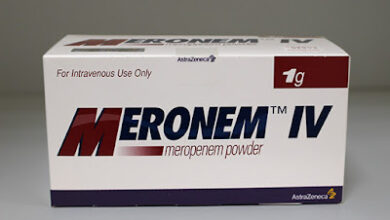 AstraZeneca
For Intravenous Use Only
1g
MERONEM™ IV
meropenem powder
AstraZeneca